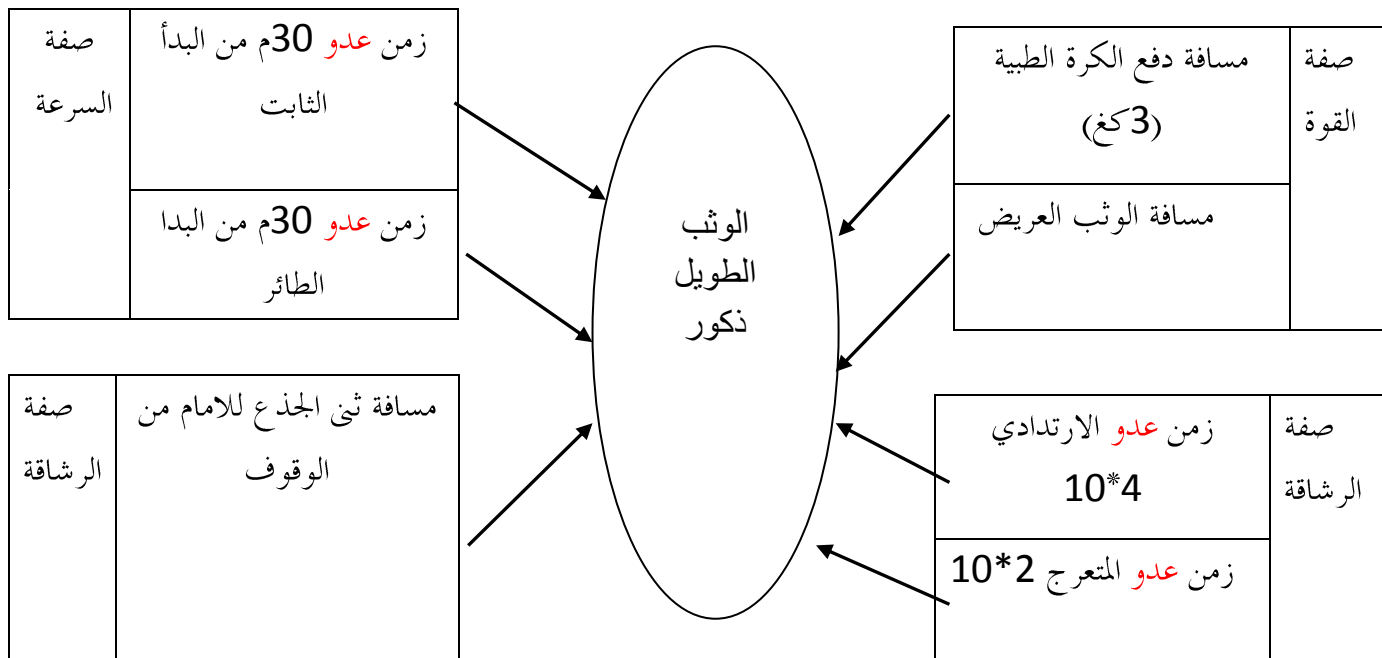 صفة
القوة
مسافة دفع الكرة الطبية
(3كغ)
مسافة الوثب العريض
الوثب
الطويل
ذكور
زمن عدو 30م من البدأ
الثابت
زمن عدو 30م من البدا
الطائر
صفة
السرعة
صفة
الرشاقة
زمن عدو الارتدادي
4*10
زمن عدو المتعرج 2*10
مسافة ثنى الجذع للامام من
الوقوف
صفة
الرشاقة